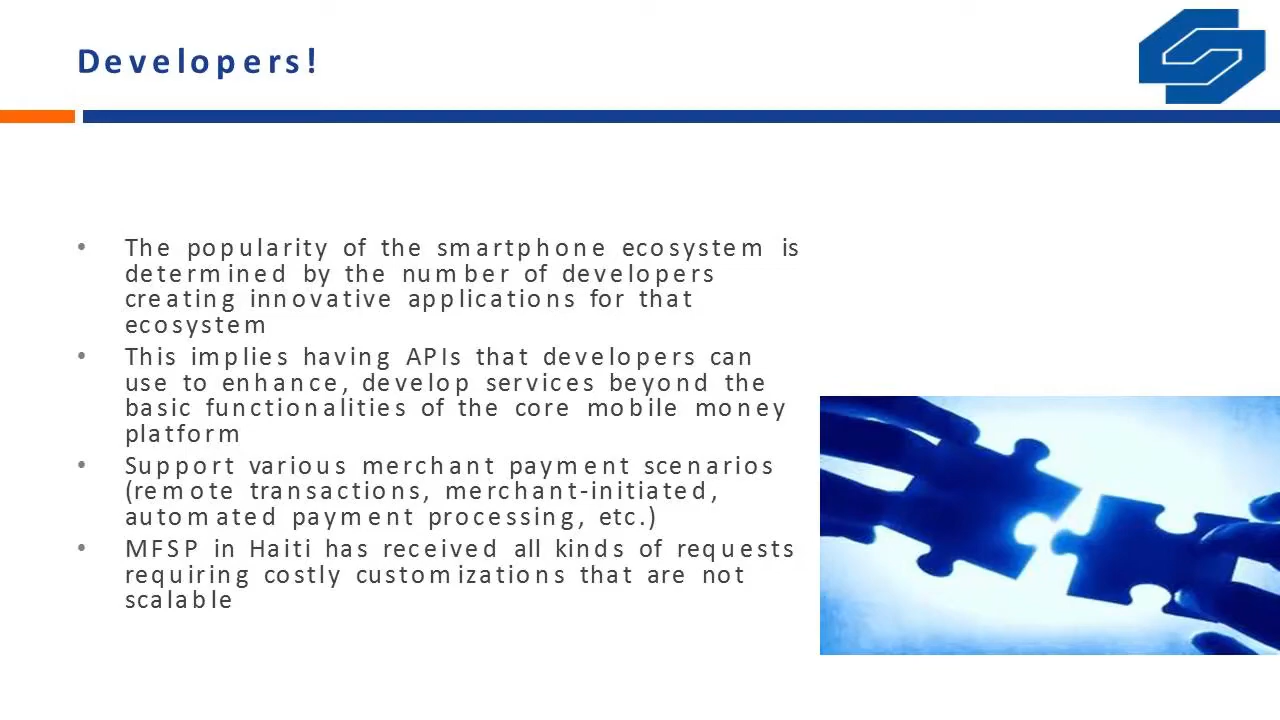 Developers!
• The popularity of the smartphone ecosystem is
determined by the number of developers
creating innovative applications for that
ecosystem
• This implies having APIs that developers can
use to enhance, develop services beyond the
basic functionalities of the core mobile money
platform
• Support various merchant payment scenarios
(remote transactions, merchant-initiated,
automated payment processing, etc.)
• MFSP in Haiti has received all kinds of requests
requiring costly customizations that are not
scalable